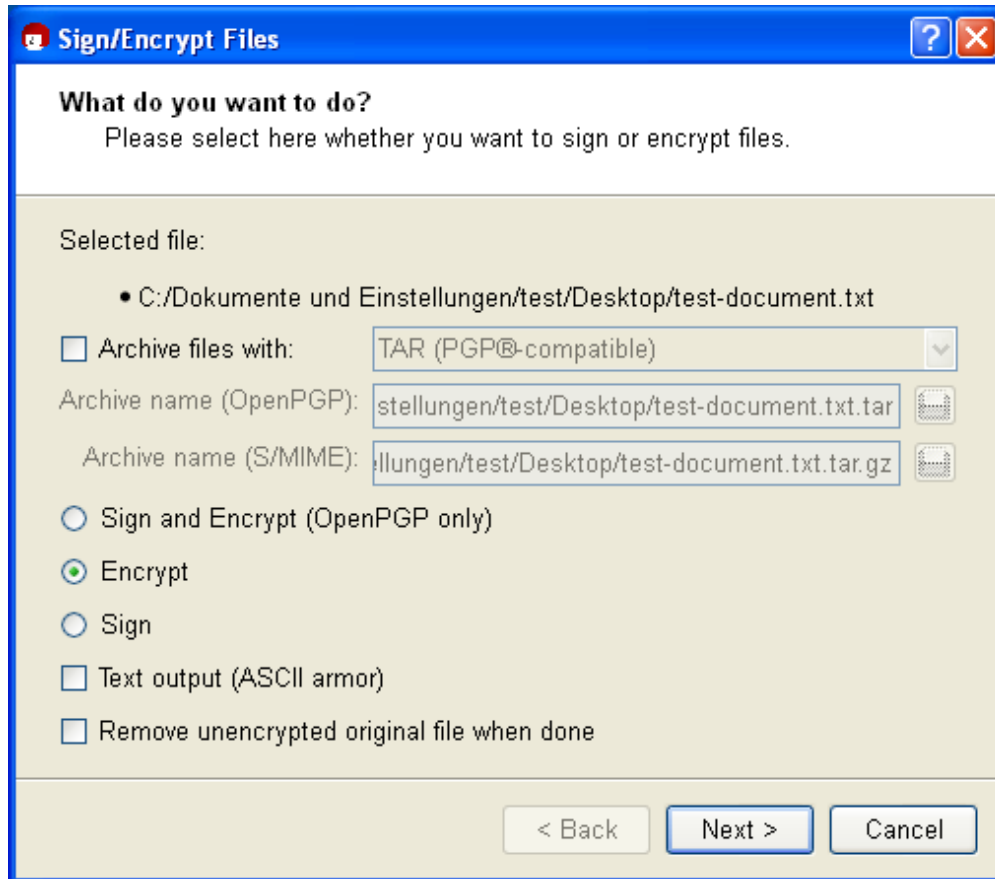 Sign/Encrypt Files
What do you want to do?
Please select here whether you want to sign or encrypt files.
Selected file:
• C:/Dokumente und Einstellungen/test/Desktop/test-document.txt
Archive files with: TAR (PGP®-compatible)
Archive name (OpenPGP): stellungen/test/Desktop/test-document.txt.tar
Archive name (S/MIME): llungen/test/Desktop/test-document.txt.tar.gz
Sign and Encrypt (OpenPGP only)
Encrypt
Sign
Text output (ASCII armor)
Remove unencrypted original file when done
< Back Next > Cancel